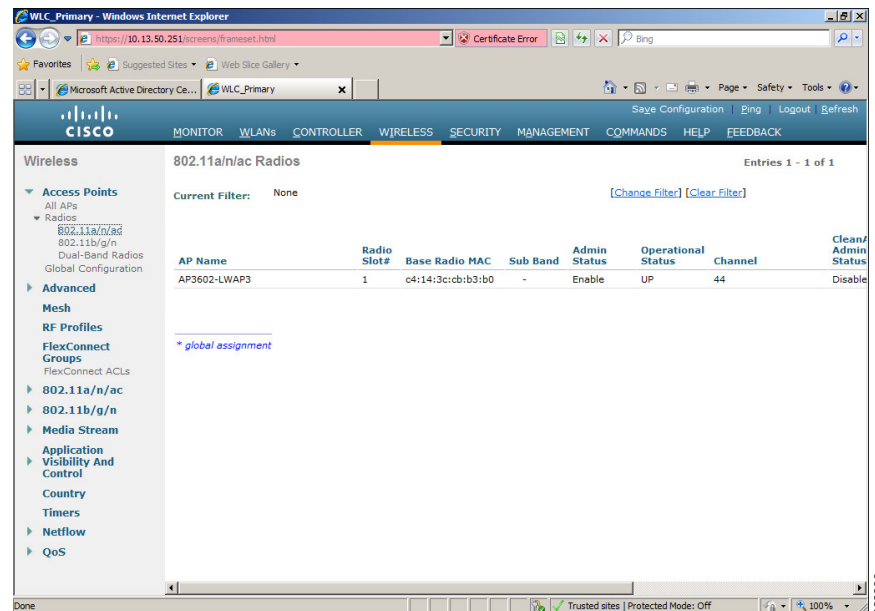 WLC_Primary - Windows Internet Explorer
https://10.13.50.251/screens/frameset.html
Certificate Error
Bing
Favorites
Suggested Sites
Web Slice Gallery
Microsoft Active Directory Ce...
WLC_Primary
Page
Safety
Tools
Save Configuration | Ping | Logout | Refresh
CISCO
MONITOR WLANs CONTROLLER WIRELESS SECURITY MANAGEMENT COMMANDS HELP FEEDBACK
Wireless
Access Points
All APs
Radios
802.11a/n/ac
802.11b/g/n
Dual-Band Radios
Global Configuration
Advanced
Mesh
RF Profiles
FlexConnect
Groups
FlexConnect ACLs
802.11a/n/ac
802.11b/g/n
Media Stream
Application
Visibility And
Control
Country
Timers
Netflow
QoS
802.11a/n/ac Radios
Entries 1 - 1 of 1
Current Filter: None
[Change Filter] [Clear Filter]
AP Name
Radio
Slot#
Base Radio MAC
Sub Band
Admin
Status
Operational
Status
Channel
CleanA
Admin
Status
AP3602-LWAP3 1 c4:14:3c:cb:b3:b0 - Enable UP 44 Disable
* global assignment
Done
Trusted sites | Protected Mode: Off
100%